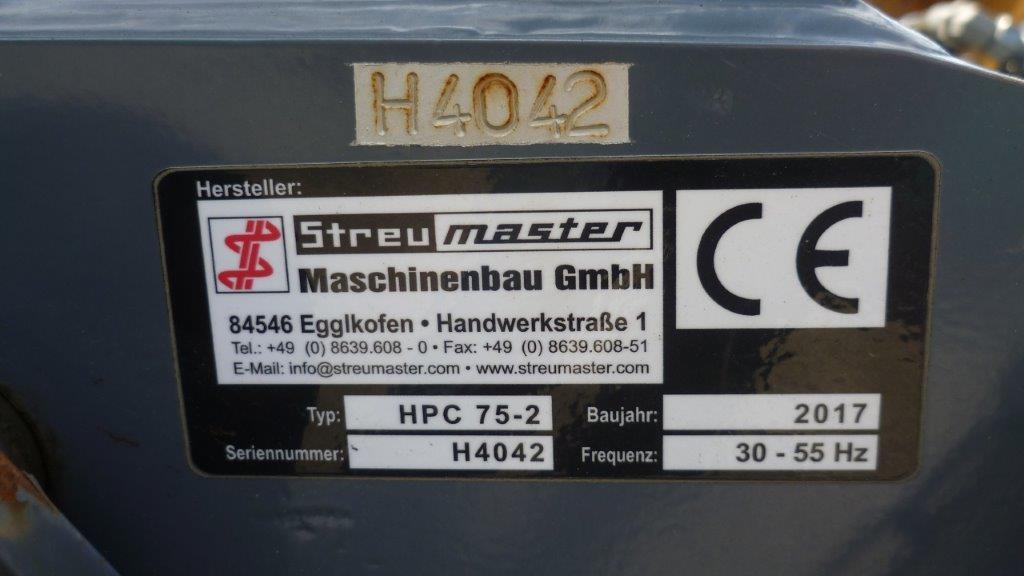 H4042
Hersteller:
Streumaster
Maschinenbau GmbH
84546 Egglkofen • Handwerkstraße 1
Tel.: +49 (0) 8639.608 - 0 • Fax: +49 (0) 8639.608-51
E-Mail: info@streumaster.com • www.streumaster.com
CE
Typ: HPC 75-2 Baujahr: 2017
Seriennummer: H4042 Frequenz: 30 - 55 Hz